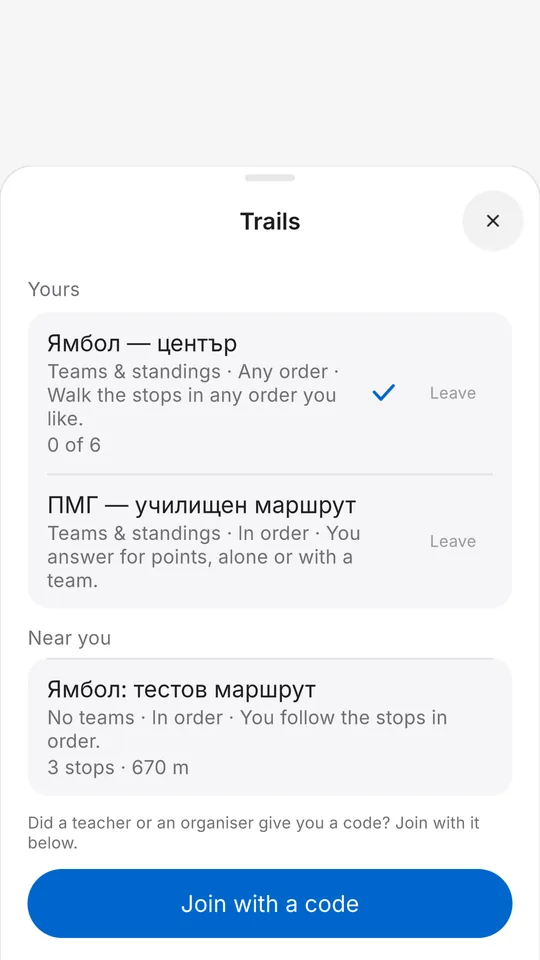 Trails
Yours
Ямбол — център
Teams & standings · Any order ·
Walk the stops in any order you
like.
0 of 6
Leave
ПМГ — училищен маршрут
Teams & standings · In order · You
answer for points, alone or with a
team.
Leave
Near you
Ямбол: тестов маршрут
No teams · In order · You follow the stops in
order.
3 stops · 670 m
Did a teacher or an organiser give you a code? Join with it
below.
Join with a code